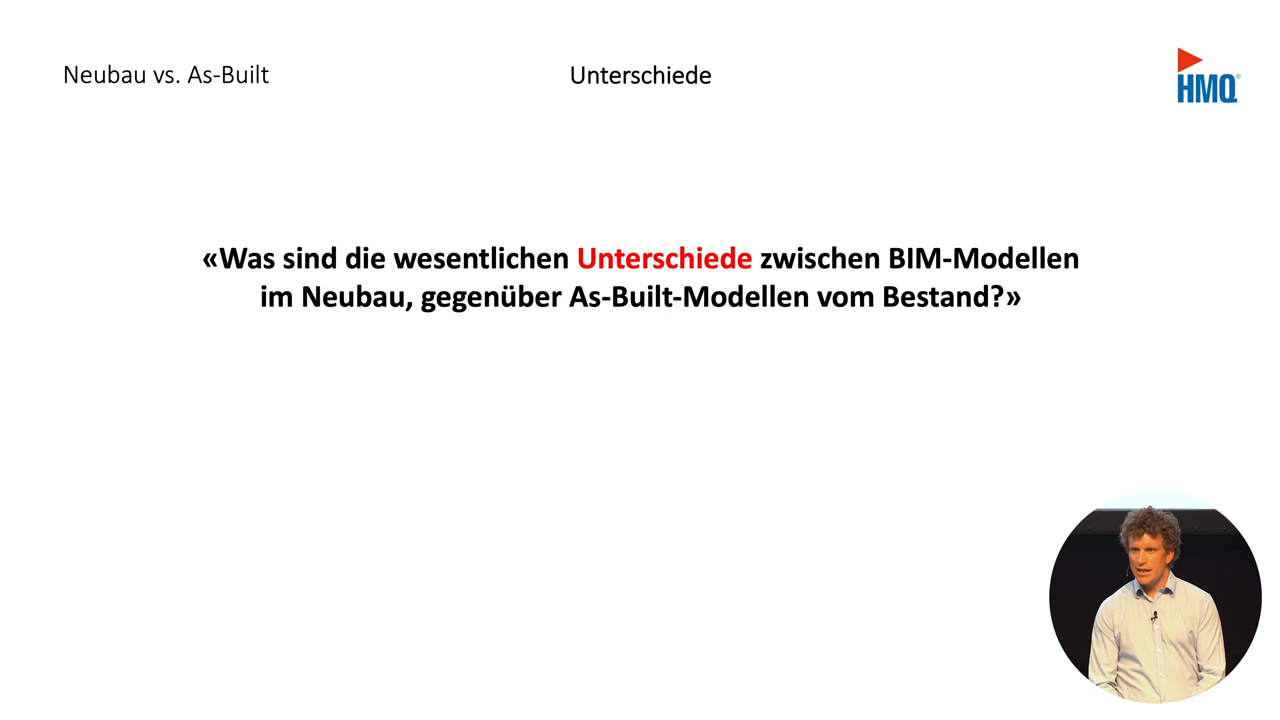 Neubau vs. As-Built
Unterschiede
HMQ®
«Was sind die wesentlichen Unterschiede zwischen BIM-Modellen
im Neubau, gegenüber As-Built-Modellen vom Bestand?»